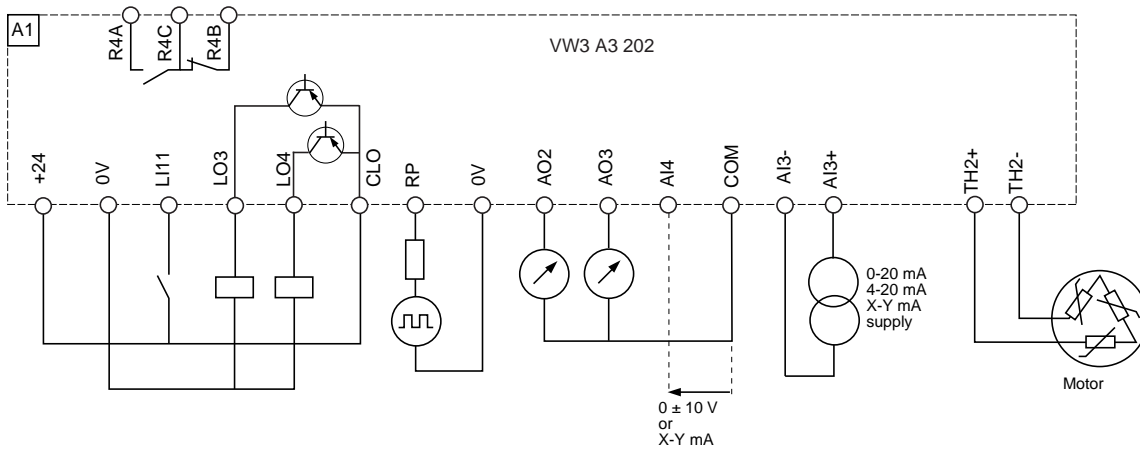 A1
R4A
R4C
R4B
VW3 A3 202
+24
0V
LI11
LO3
LO4
CLO
RP
0V
AO2
AO3
AI4
COM
AI3-
AI3+
TH2+
TH2-
0-20 mA
4-20 mA
X-Y mA
supply
Motor
0 ± 10 V
or
X-Y mA